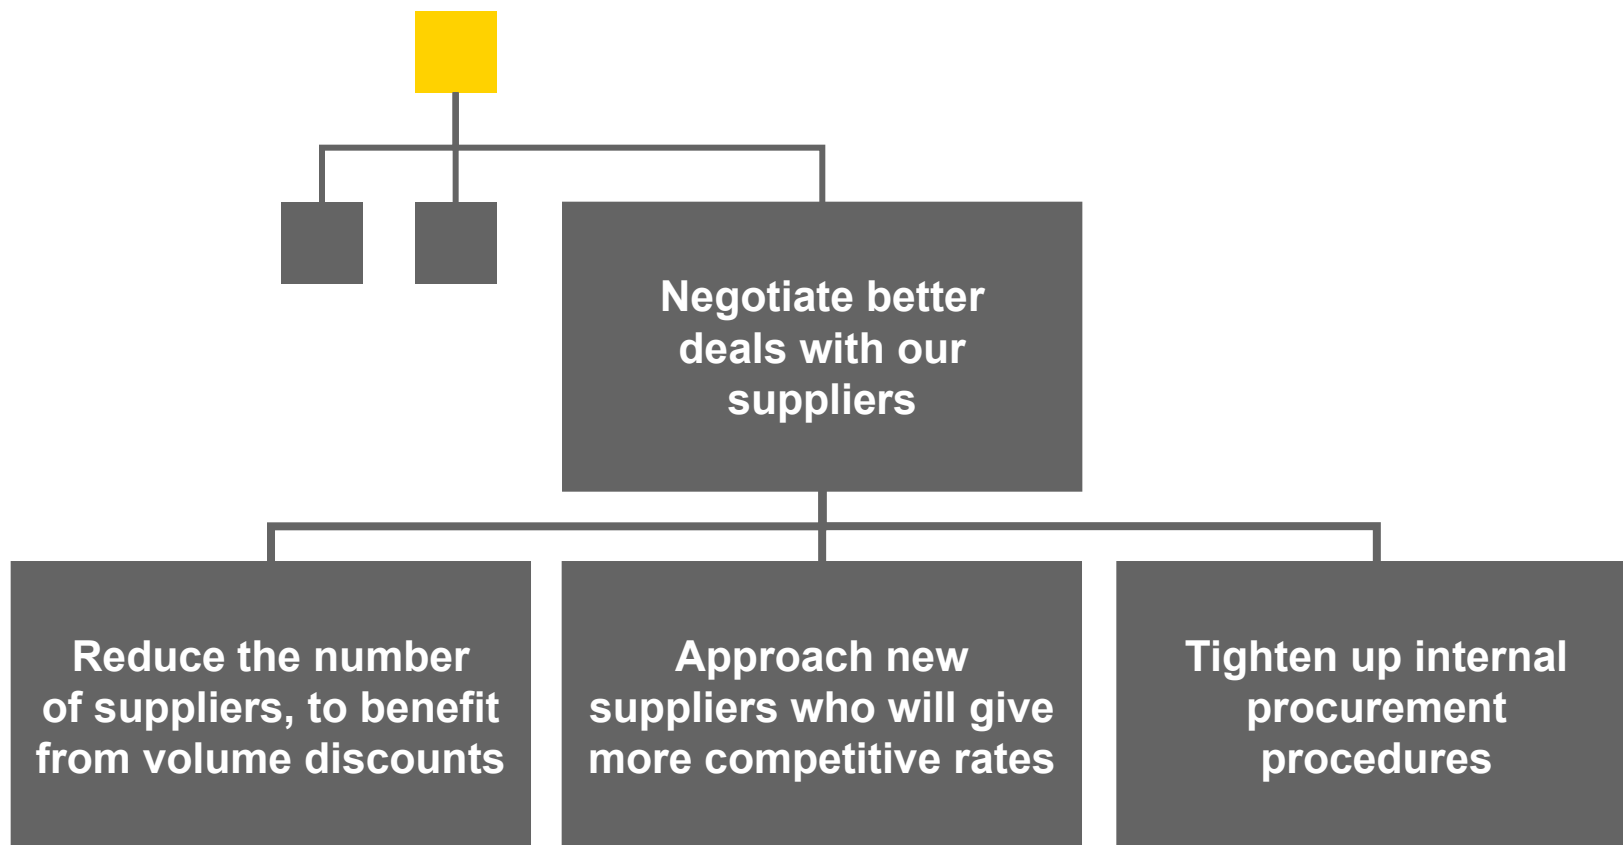 Negotiate better
deals with our
suppliers
Reduce the number
of suppliers, to benefit
from volume discounts
Approach new
suppliers who will give
more competitive rates
Tighten up internal
procurement
procedures